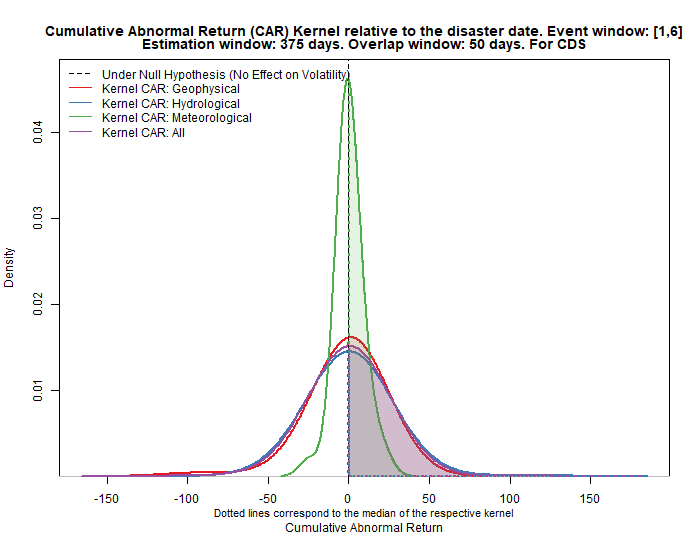 Cumulative Abnormal Return (CAR) Kernel relative to the disaster date. Event window: [1,6]
Estimation window: 375 days. Overlap window: 50 days. For CDS
Under Null Hypothesis (No Effect on Volatility)
Kernel CAR: Geophysical
Kernel CAR: Hydrological
Kernel CAR: Meteorological
Kernel CAR: All
Density
0.04
0.03
0.02
0.01
-150 -100 -50 0 50 100 150
Dotted lines correspond to the median of the respective kernel
Cumulative Abnormal Return